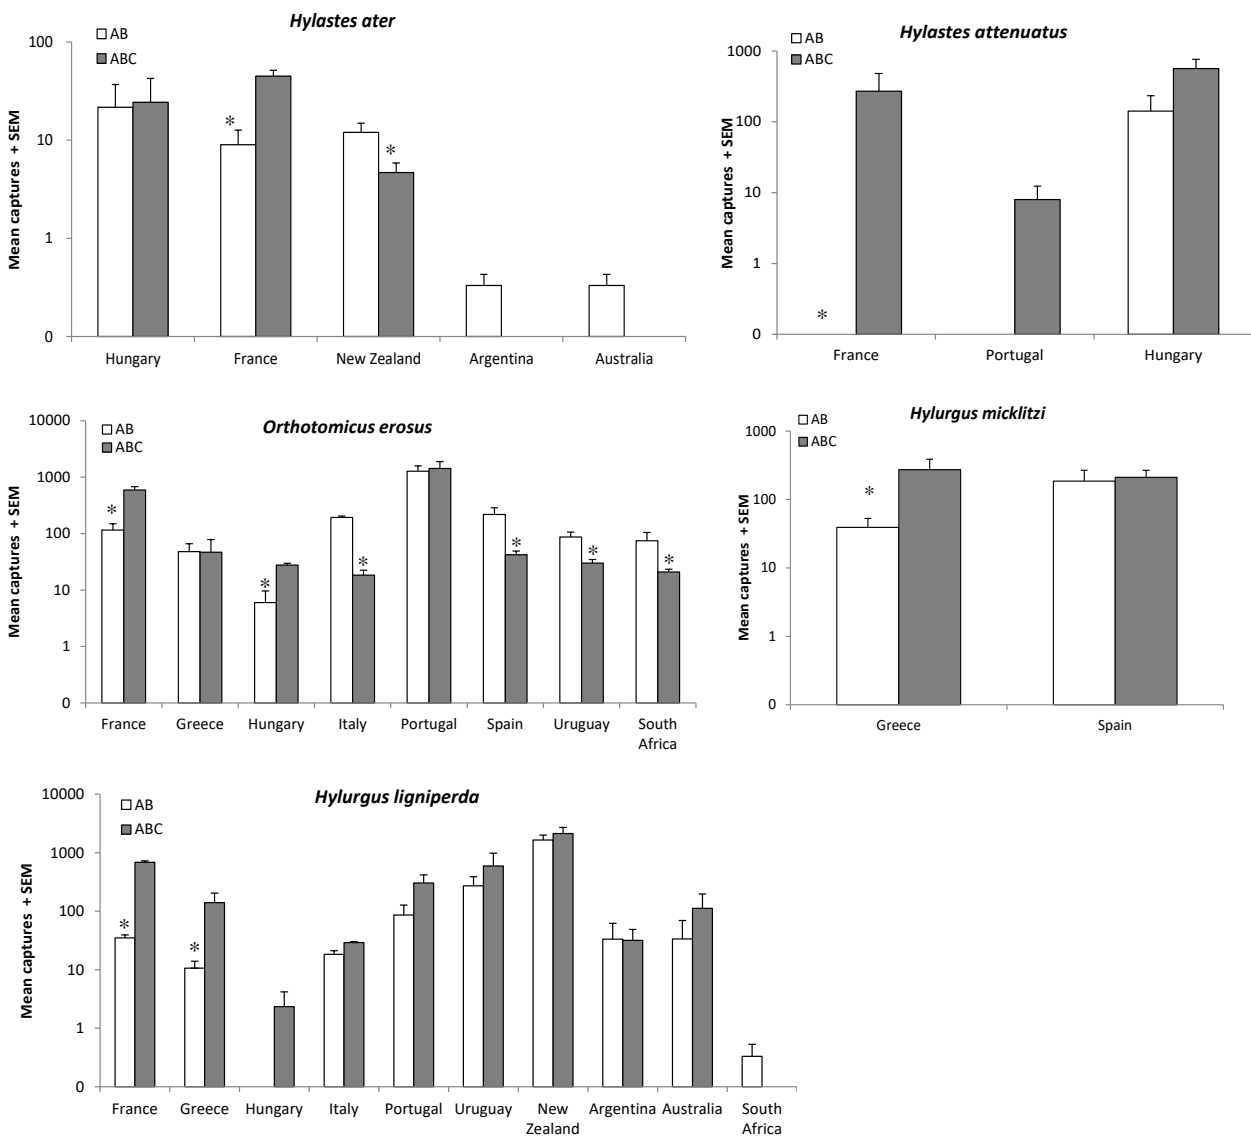 Hylastes ater
AB
ABC
Mean captures + SEM
100
10
1
0
*
*
Hungary
France
New Zealand
Argentina
Australia
Hylastes attenuatus
AB
ABC
Mean captures + SEM
1000
100
10
1
0
*
France
Portugal
Hungary
Orthotomicus erosus
AB
ABC
Mean captures + SEM
10000
1000
100
10
1
0
*
*
*
*
*
*
France
Greece
Hungary
Italy
Portugal
Spain
Uruguay
South
Africa
Hylurgus micklitzi
AB
ABC
Mean captures + SEM
1000
100
10
1
0
*
Greece
Spain
Hylurgus ligniperda
AB
ABC
Mean captures + SEM
10000
1000
100
10
1
0
*
*
France
Greece
Hungary
Italy
Portugal
Uruguay
New
Zealand
Argentina
Australia
South
Africa